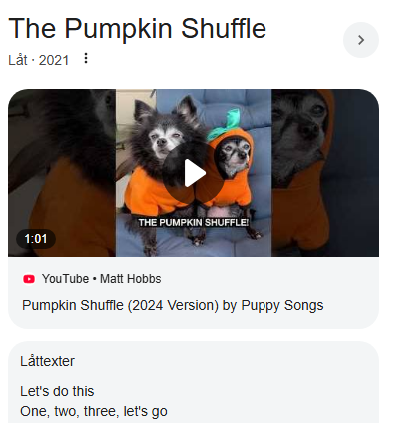 The Pumpkin Shuffle
Låt · 2021
THE PUMPKIN SHUFFLE!
1:01
YouTube • Matt Hobbs
Pumpkin Shuffle (2024 Version) by Puppy Songs
Låttexter
Let's do this
One, two, three, let's go